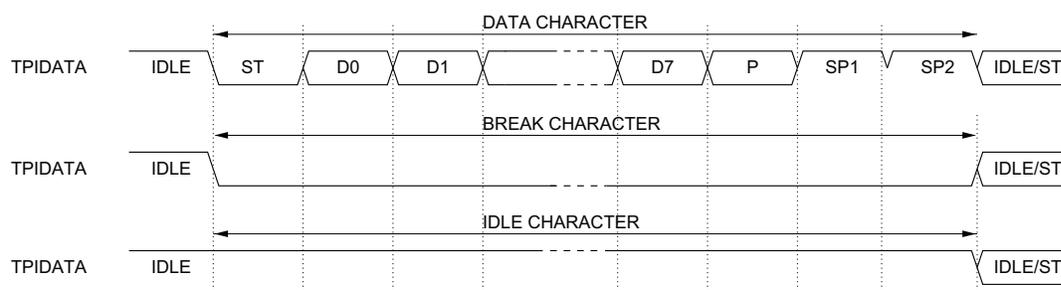 DATA CHARACTER
TPIDATA IDLE ST D0 D1 D7 P SP1 SP2 IDLE/ST
BREAK CHARACTER
TPIDATA IDLE IDLE/ST
IDLE CHARACTER
TPIDATA IDLE IDLE/ST